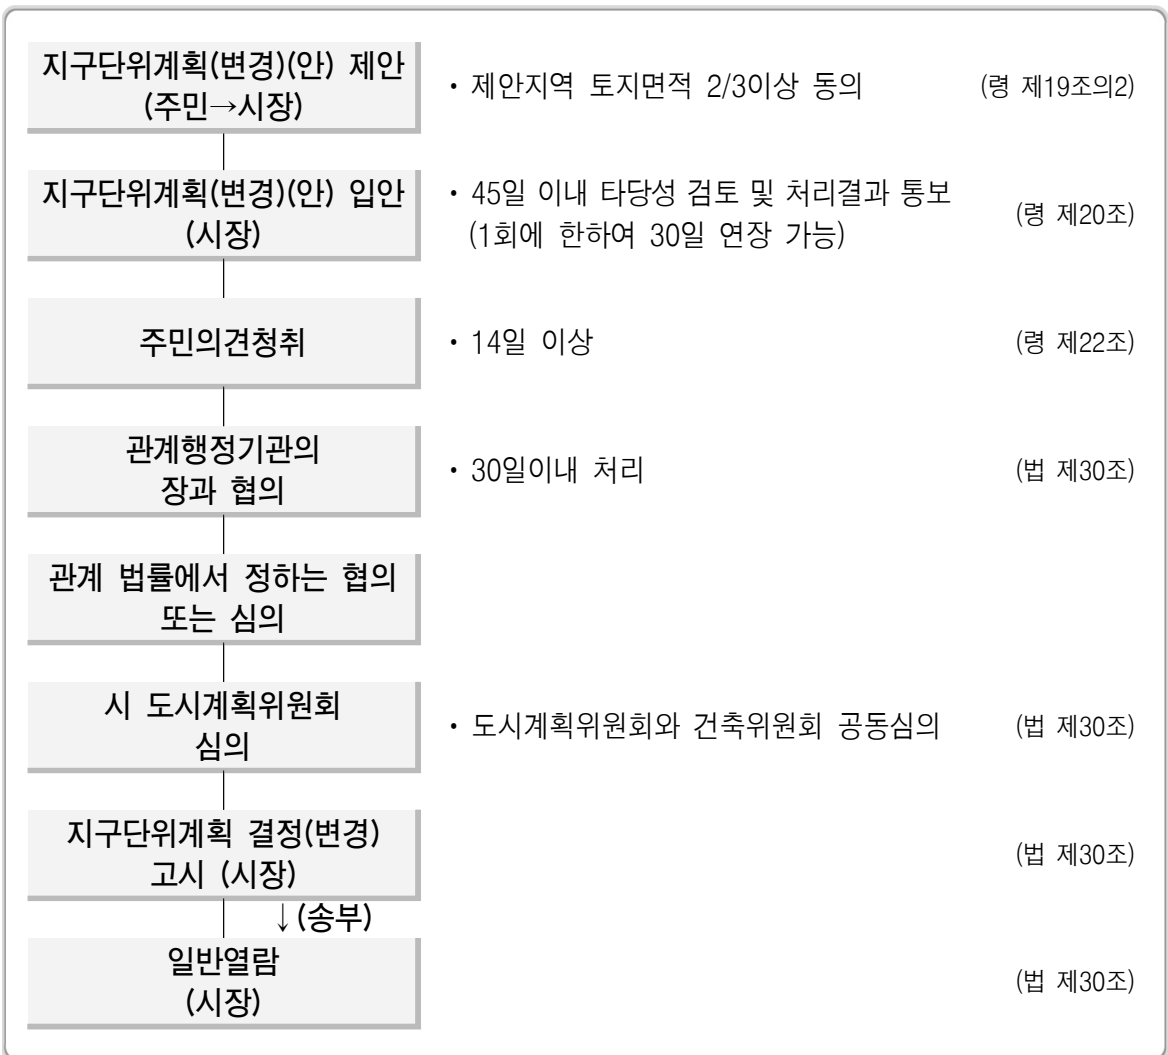 지구단위계획(변경)(안) 제안
(주민→시장)
• 제안지역 토지면적 2/3이상 동의
(령 제19조의2)
지구단위계획(변경)(안) 입안
(시장)
• 45일 이내 타당성 검토 및 처리결과 통보
(1회에 한하여 30일 연장 가능)
(령 제20조)
주민의견청취
• 14일 이상
(령 제22조)
관계행정기관의
장과 협의
• 30일이내 처리
(법 제30조)
관계 법률에서 정하는 협의
또는 심의
시 도시계획위원회
심의
• 도시계획위원회와 건축위원회 공동심의
(법 제30조)
지구단위계획 결정(변경)
고시 (시장)
(법 제30조)
↓(송부)
일반열람
(시장)
(법 제30조)